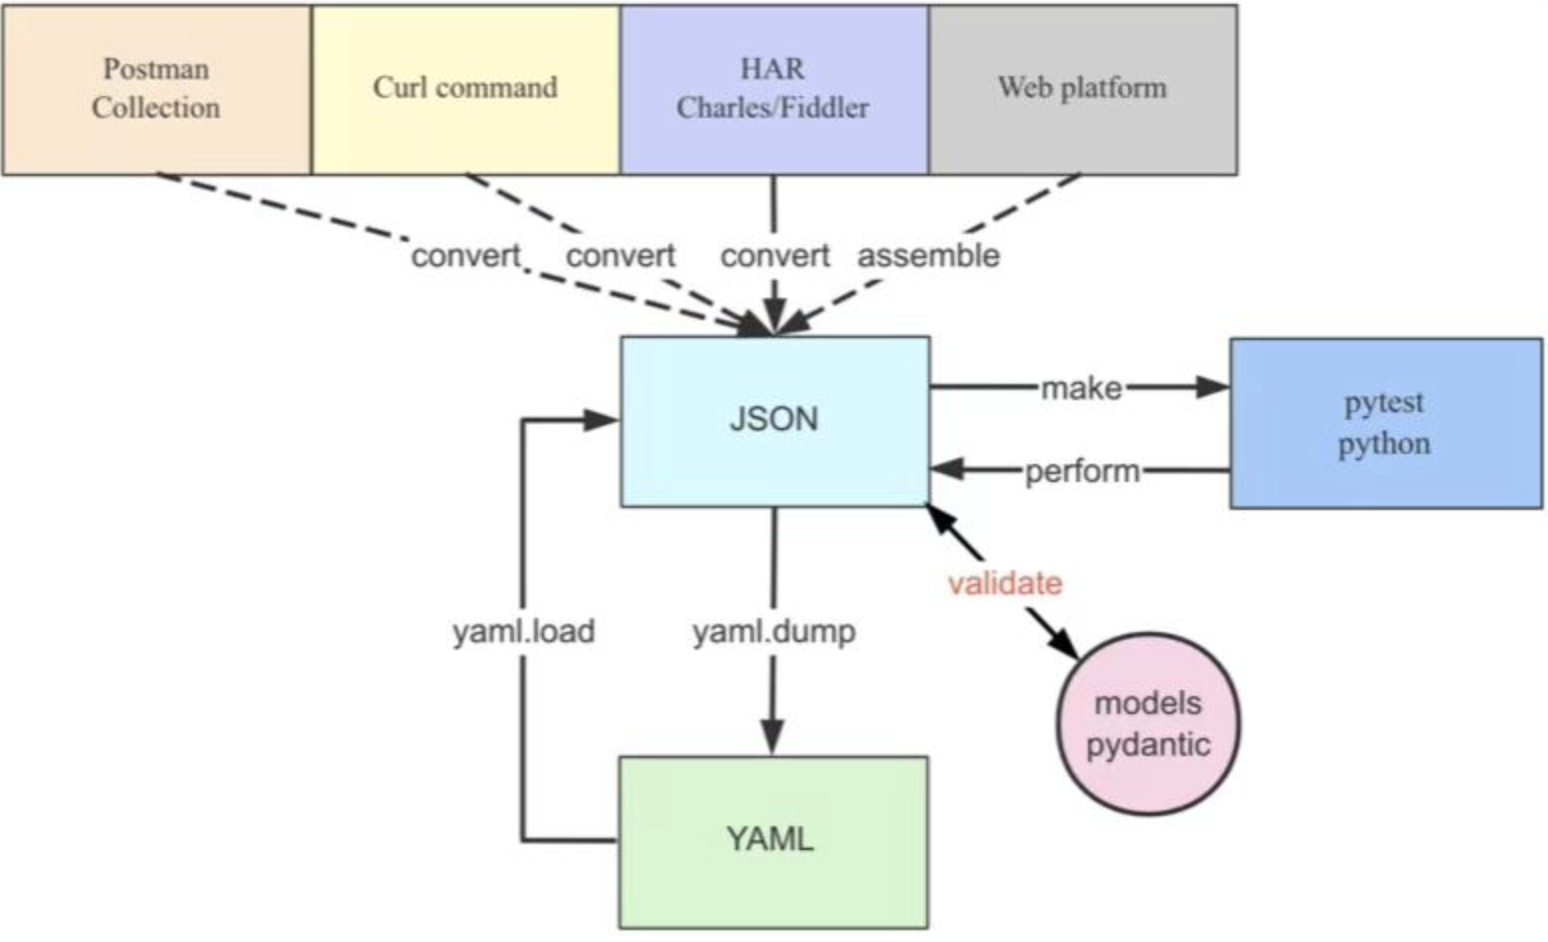 Postman
Collection
Curl command
HAR
Charles/Fiddler
Web platform
convert
convert
convert
assemble
JSON
make
perform
pytest
python
validate
yaml.load
yaml.dump
models
pydantic
YAML